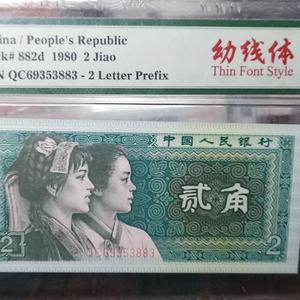 ina / People's Republic
k# 882d 1980 2 Jiao
N QC69353883 - 2 Letter Prefix
幼线体
Thin Font Style
中国人民银行
贰角
2
2
69353883